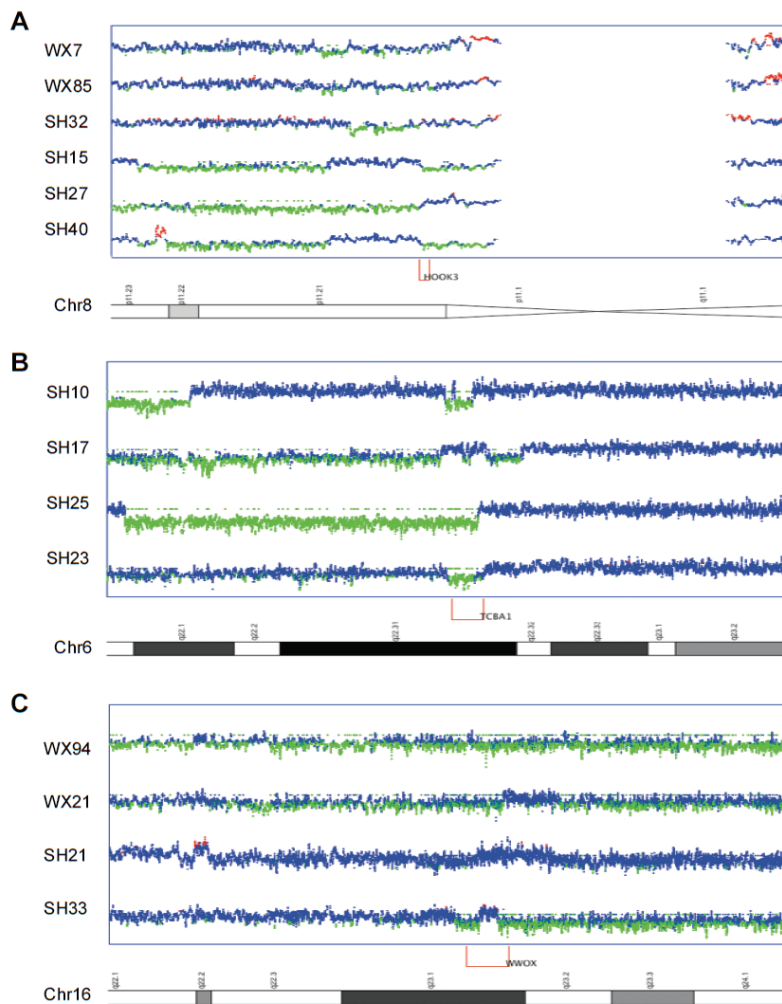 A
WX7
WX85
SH32
SH15
SH27
SH40
HOOK3
p11.23
p11.22
p11.21
p11.1
q11.1
Chr8
B
SH10
SH17
SH25
SH23
TCBA1
q22.1
q22.2
q22.31
q22.32
q22.33
q23.1
q23.2
Chr6
C
WX94
WX21
SH21
SH33
WWOX
q22.1
q22.2
q22.3
q23.1
q23.2
q23.3
q24.1
Chr16